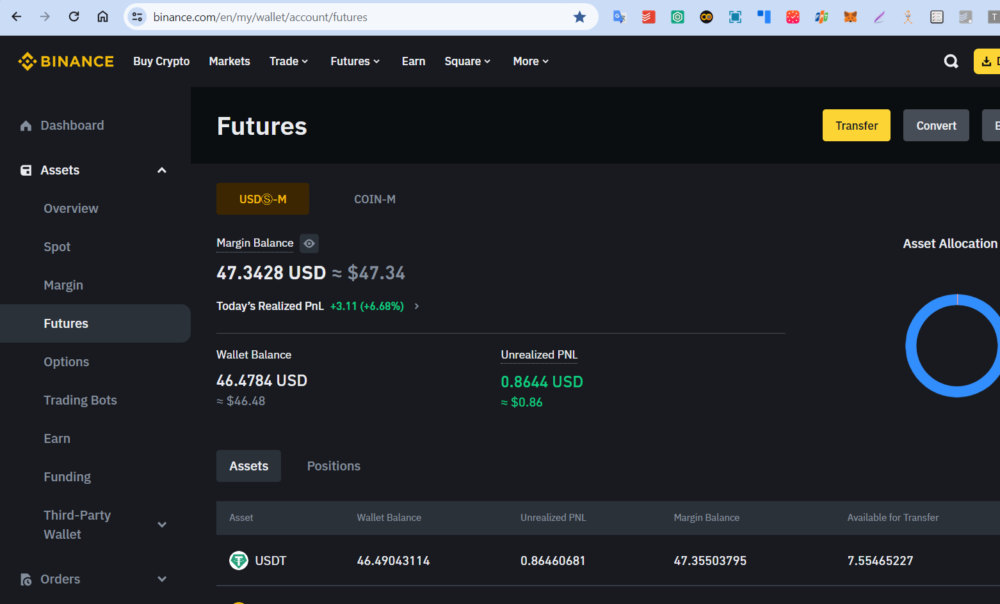 binance.com/en/my/wallet/account/futures
BINANCE Buy Crypto Markets Trade Futures Earn Square More
Futures
Transfer Convert
Dashboard
Assets
Overview
Spot
Margin
Futures
Options
Trading Bots
Earn
Funding
Third-Party
Wallet
Orders
USDⓈ-M COIN-M
Margin Balance
47.3428 USD ≈ $47.34
Today’s Realized PnL +3.11 (+6.68%)
Asset Allocation
Wallet Balance
46.4784 USD
≈ $46.48
Unrealized PNL
0.8644 USD
≈ $0.86
Assets Positions
Asset Wallet Balance Unrealized PNL Margin Balance Available for Transfer
USDT 46.49043114 0.86460681 47.35503795 7.55465227